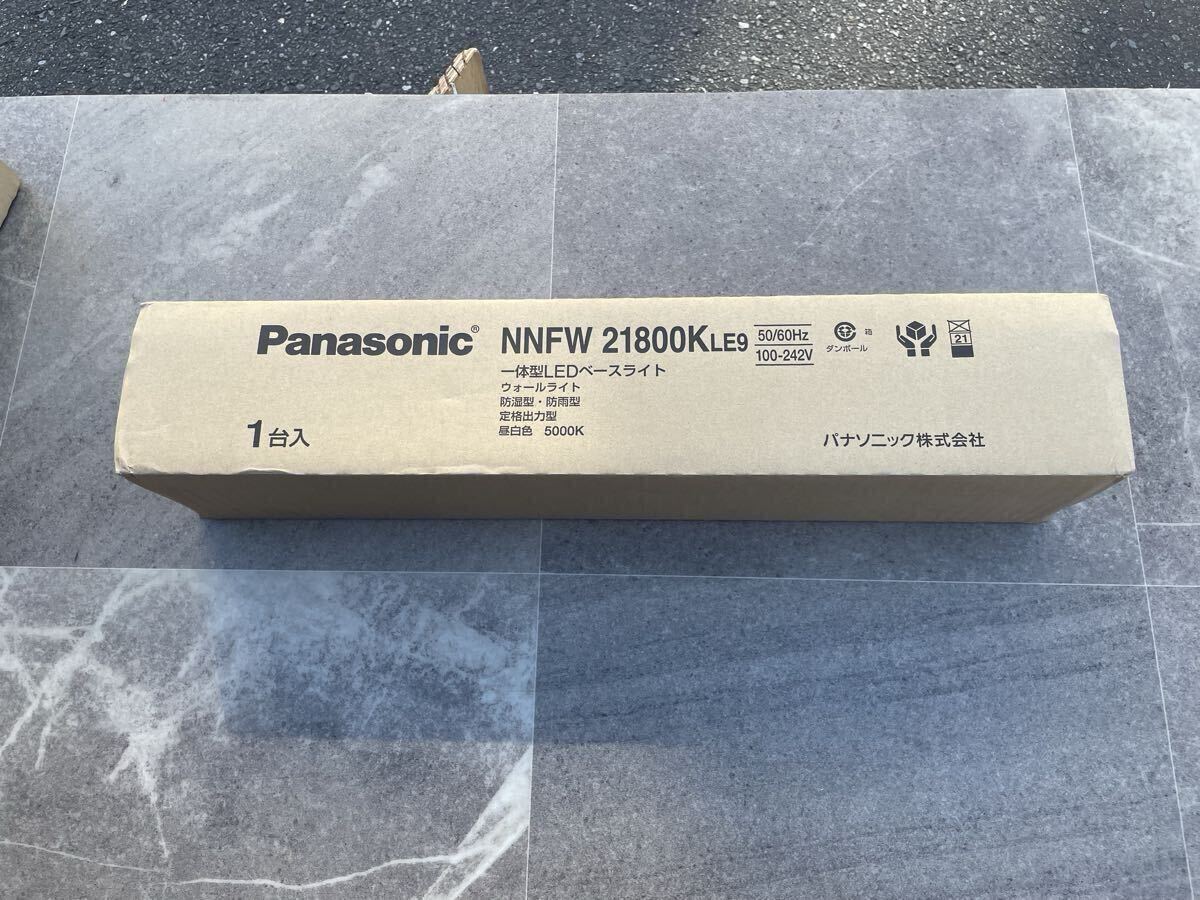 Panasonic® NNFW 21800KLE9 50/60Hz 100-242V
箱
ダンボール
21
一体型LEDベースライト
ウォールライト
防湿型・防雨型
定格出力型
昼白色 5000K
1台入
パナソニック株式会社